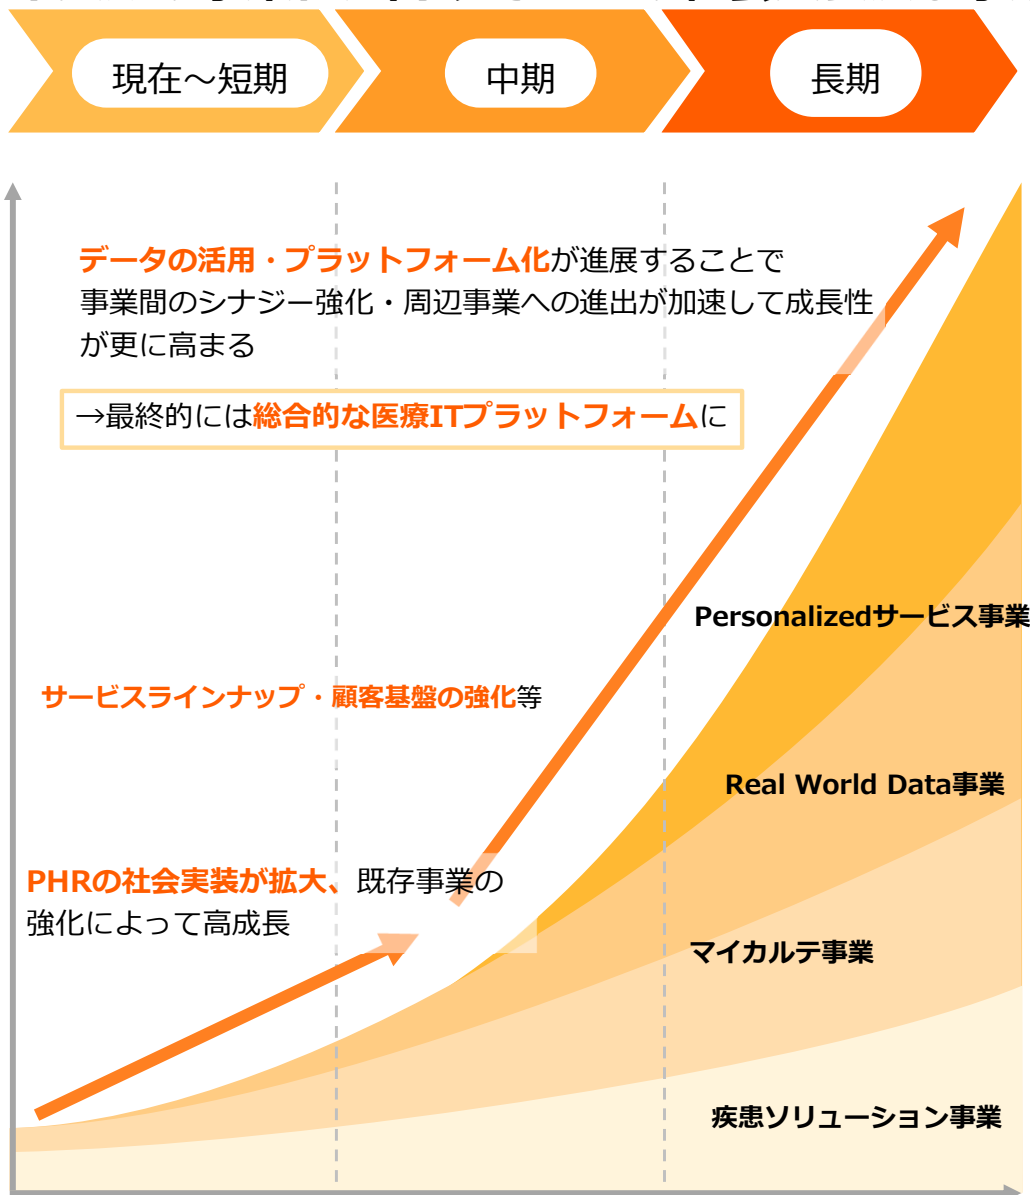 現在～短期
中期
長期
データの活用・プラットフォーム化が進展することで
事業間のシナジー強化・周辺事業への進出が加速して成長性
が更に高まる
→最終的には総合的な医療ITプラットフォームに
Personalizedサービス事業
サービスラインナップ・顧客基盤の強化等
Real World Data事業
PHRの社会実装が拡大、既存事業の
強化によって高成長
マイカルテ事業
疾患ソリューション事業